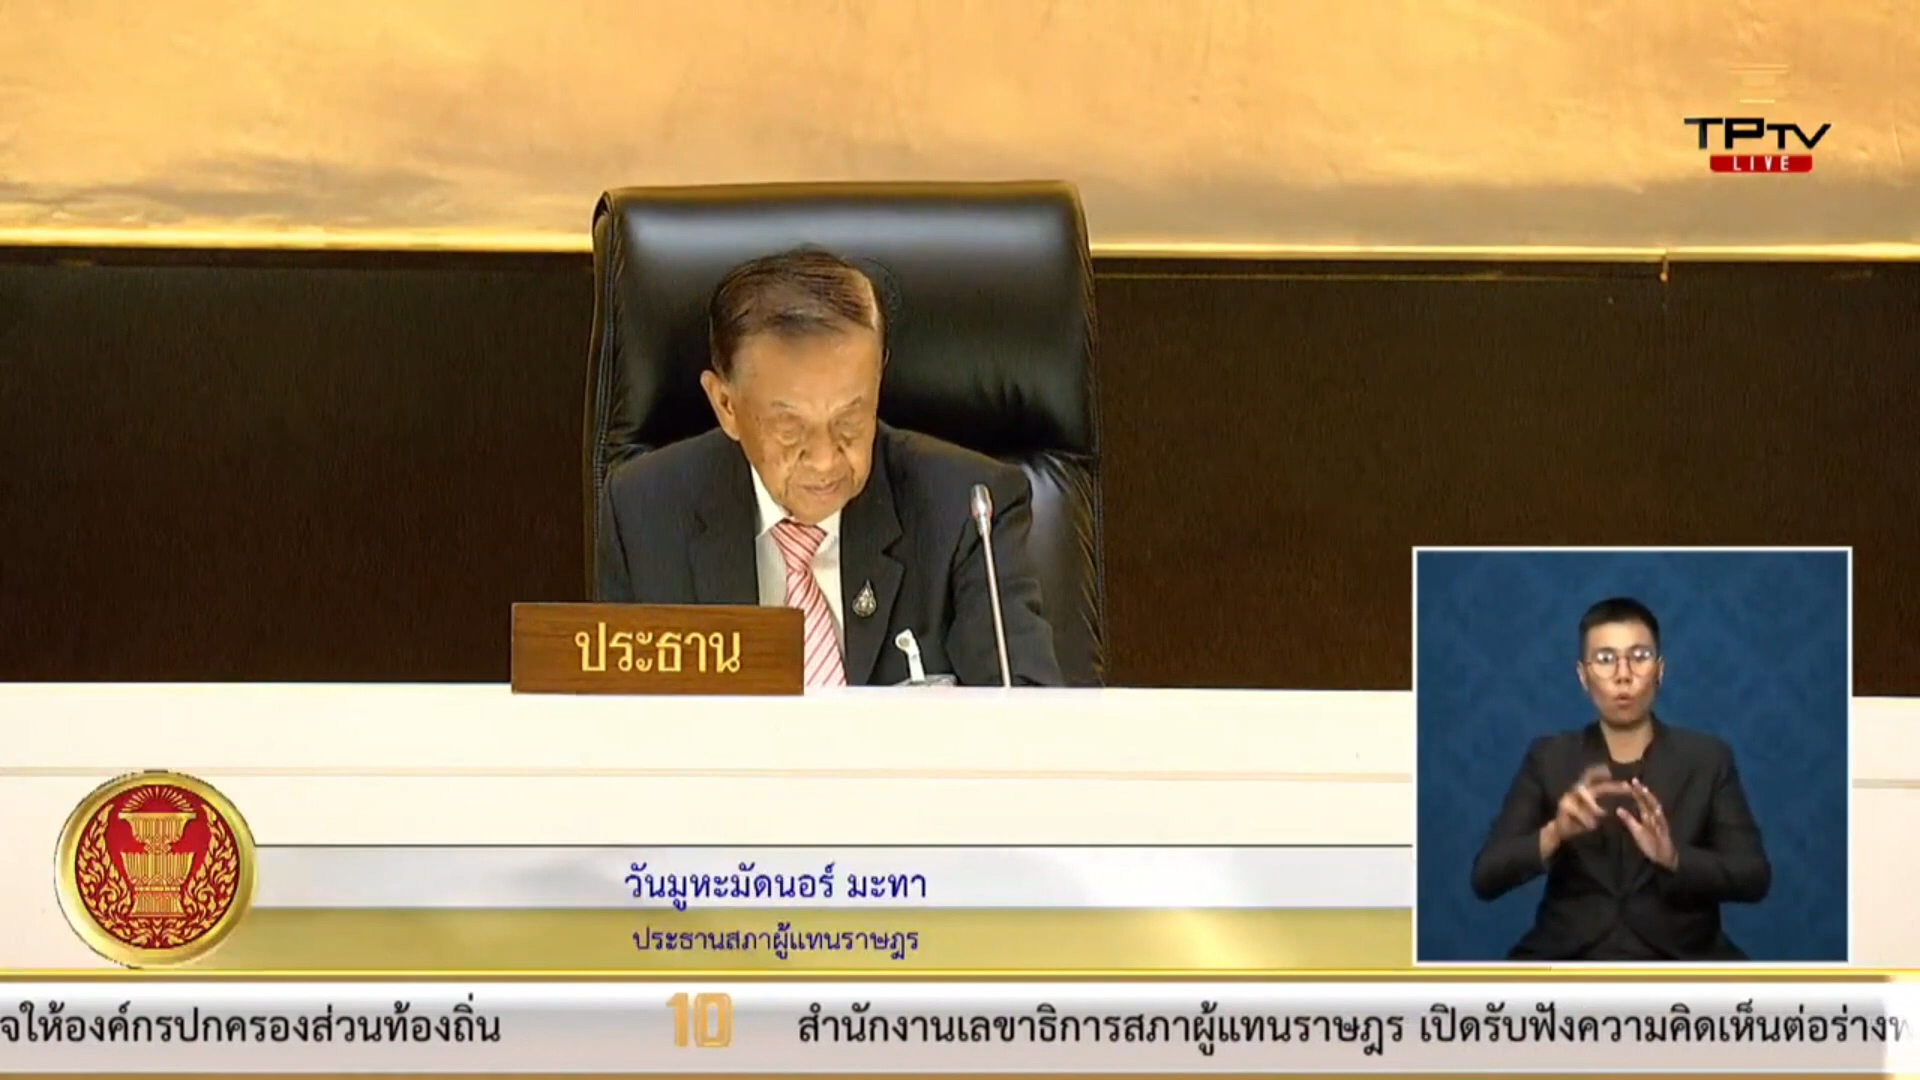 TPTV
LIVE
ประธาน
วันมูหะมัดนอร์ มะทา
ประธานสภาผู้แทนราษฎร
จให้องค์กรปกครองส่วนท้องถิ่น 10 สำนักงานเลขาธิการสภาผู้แทนราษฎร เปิดรับฟังความคิดเห็นต่อร่างพ